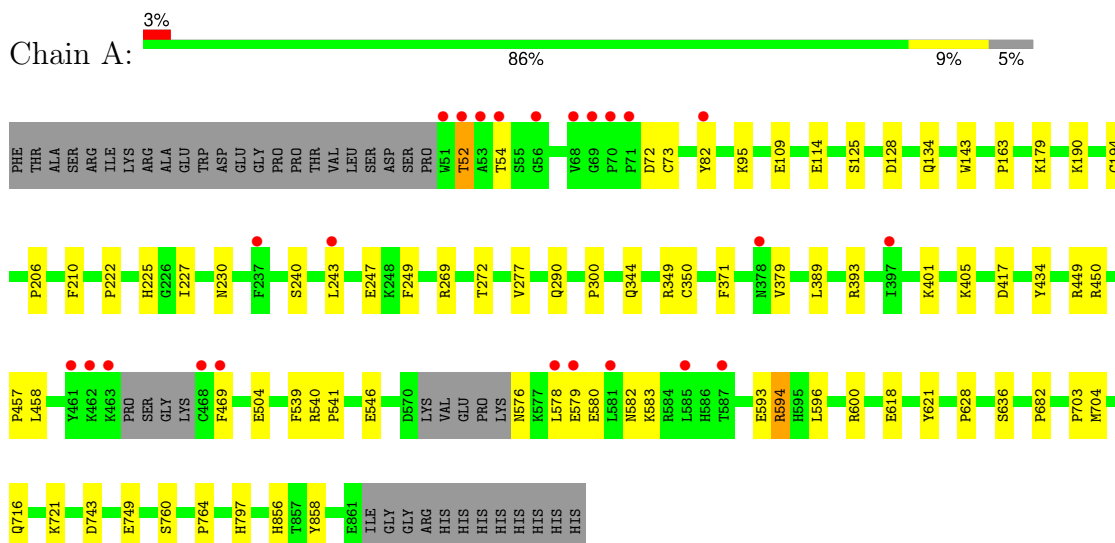 3%
Chain A:
86% 9% 5%
PHE THR ALA SER ARG ILE LYS ARG ALA GLU TRP ASP GLU GLY PRO PRO THR VAL LEU SER ASP SER PRO W51 T52 A53 T54 S55 G56 V68 G69 P70 P71 D72 C73 Y82 K95 E109 E114 S125 D128 Q134 W143 P163 K179 K190 C194
P206 F210 P222 H225 G226 I227 N230 F237 S240 L243 E247 K248 F249 R269 T272 V277 Q290 P300 Q344 R349 C350 F371 N378 V379 L389 R393 I397 K401 K405 D417 Y434 R449 R450
P457 L458 Y461 K462 K463 PRO SER GLY LYS C468 F469 E504 F539 R540 P541 E546 D570 LYS VAL GLU PRO LYS N576 K577 L578 E579 E580 L581 N582 K583 R584 L585 H586 T587 E593 R594 H595 L596 R600 E618 Y621 P628 S636 P682 P703 M704
Q716 K721 D743 E749 S760 P764 H797 H856 T857 Y858 E861 ILE GLY GLY ARG HIS HIS HIS HIS HIS HIS